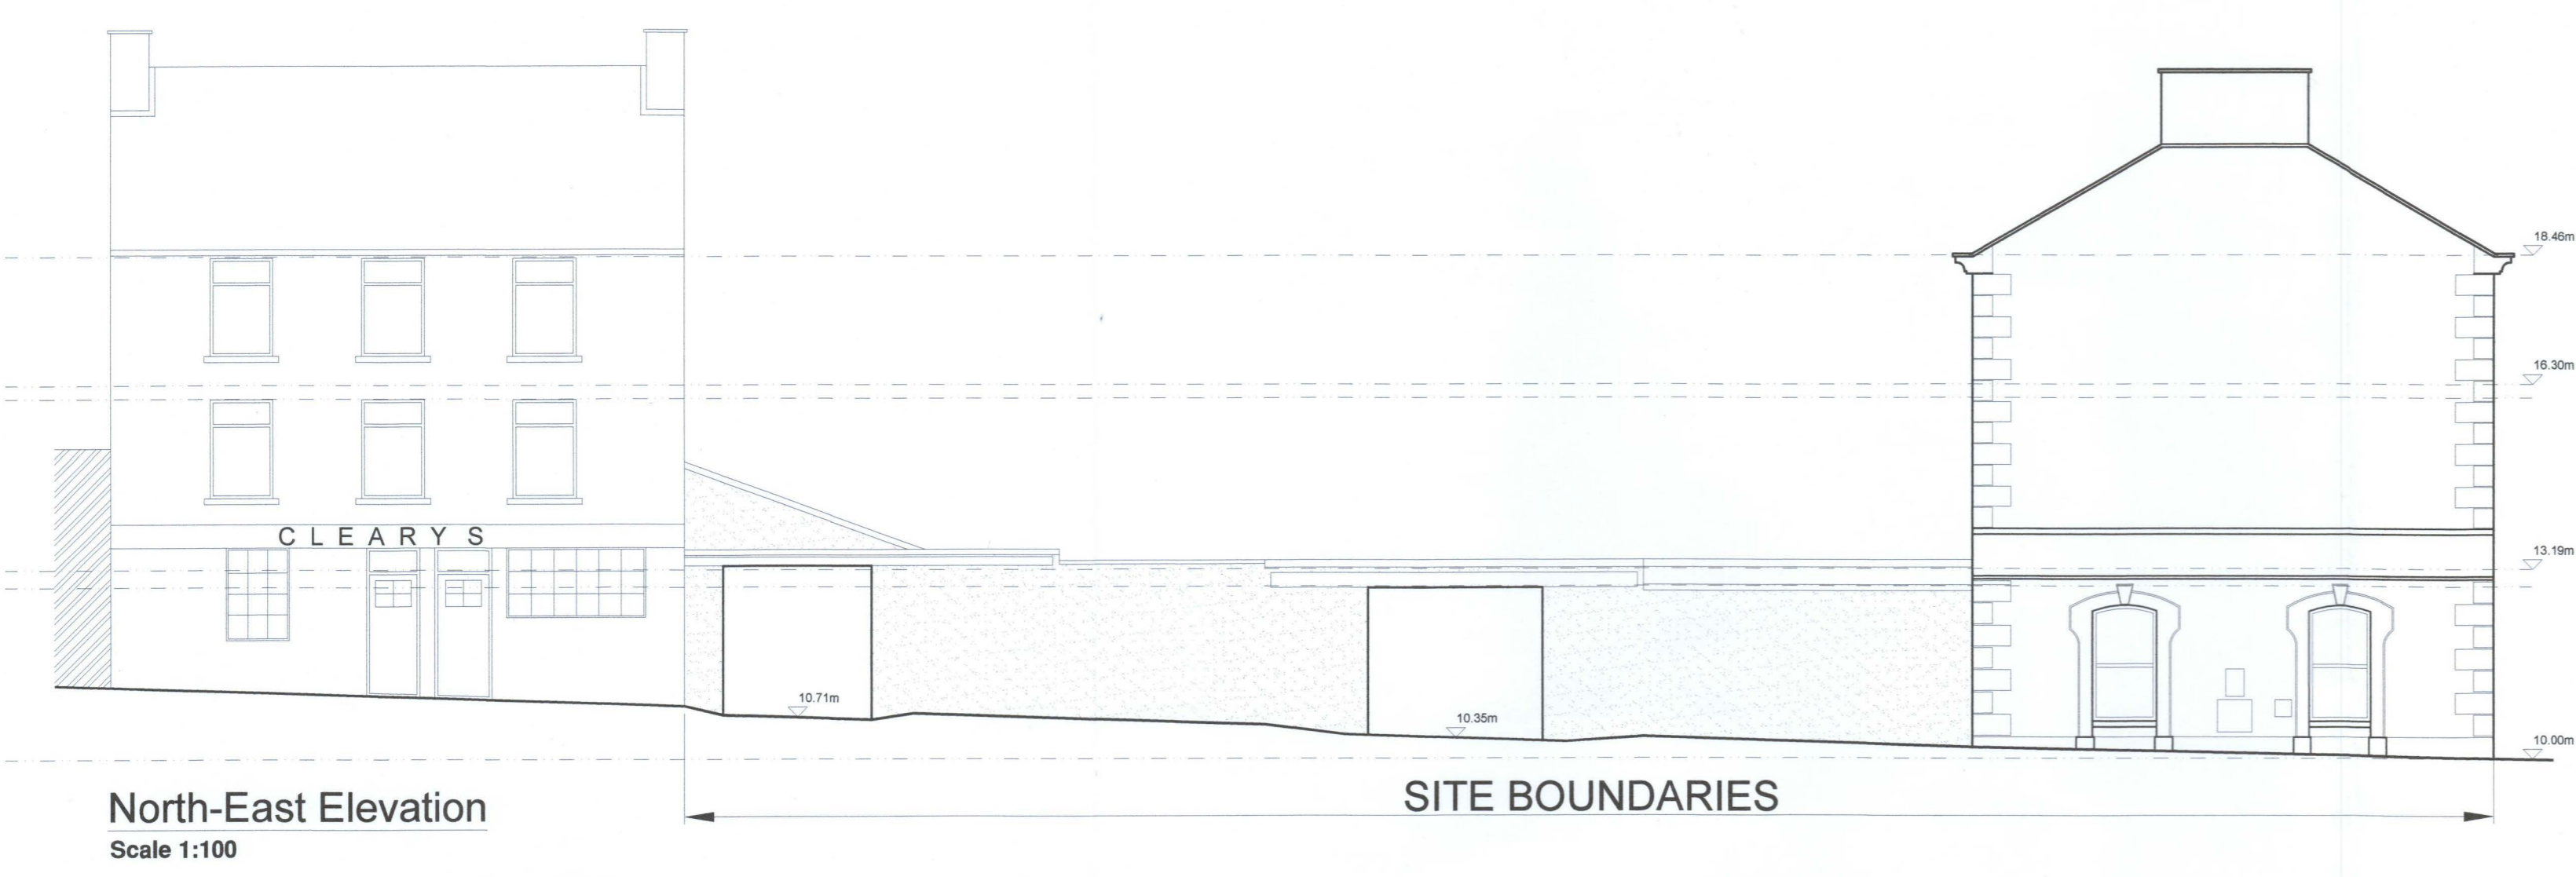 18.46m
16.30m
CLEARYS
13.19m
10.71m
10.35m
10.00m
SITE BOUNDARIES
North-East Elevation
Scale 1:100